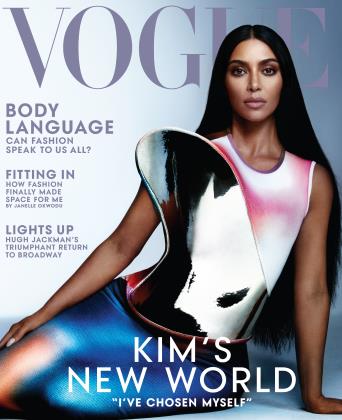 VOGUE
BODY
LANGUAGE
CAN FASHION
SPEAK TO US ALL?
FITTING IN
HOW FASHION
FINALLY MADE
SPACE FOR ME
BY JANELLE OKWODU
LIGHTS UP
HUGH JACKMAN'S
TRIUMPHANT RETURN
TO BROADWAY
KIM'S
NEW WORLD
"I'VE CHOSEN MYSELF"